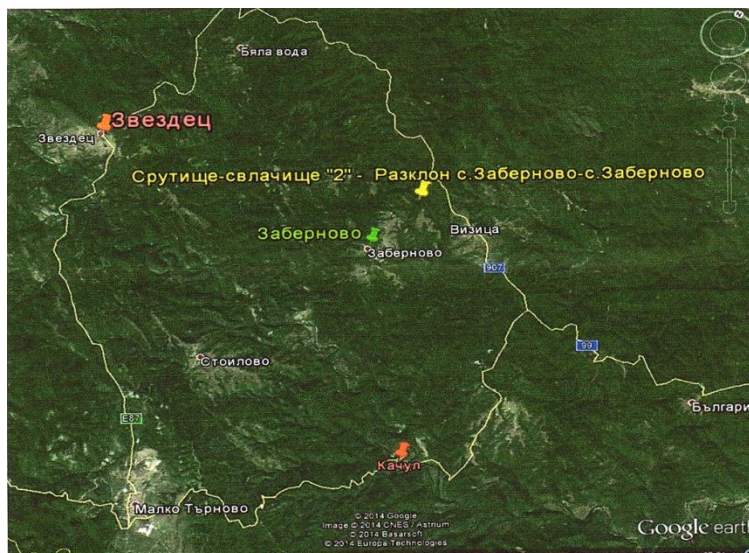 Бяла вода
Звездец
Звездец
Срутище-свлачище "2" - Разклон с.Заберново-с.Заберново
Заберново
Визица
Заберново
907
99
Стоилово
Българи
E87
Качул
Малко Търново
© 2014 Google
Image © 2014 CNES / Astrium
© 2014 Basarsoft
© 2014 Europa Technologies
Google earth